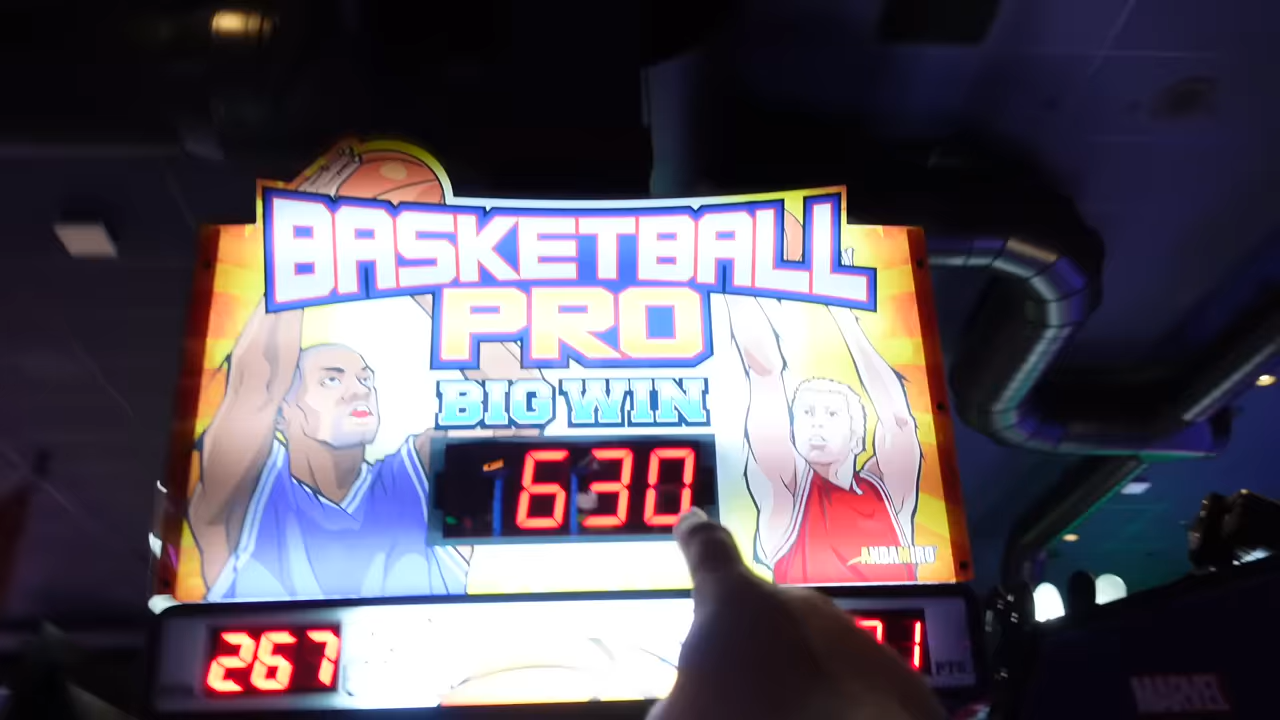 BASKETBALL
PRO
BIG WIN
630
ANDAMIRO
267
PTS
MARVEL